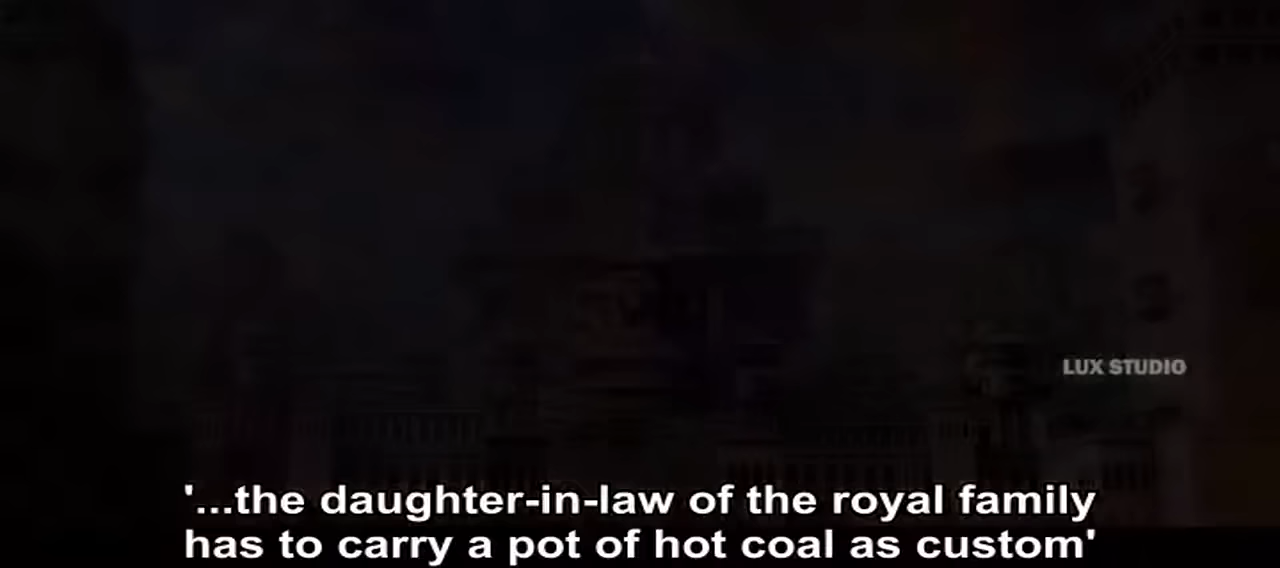 LUX STUDIO
'...the daughter-in-law of the royal family
has to carry a pot of hot coal as custom'